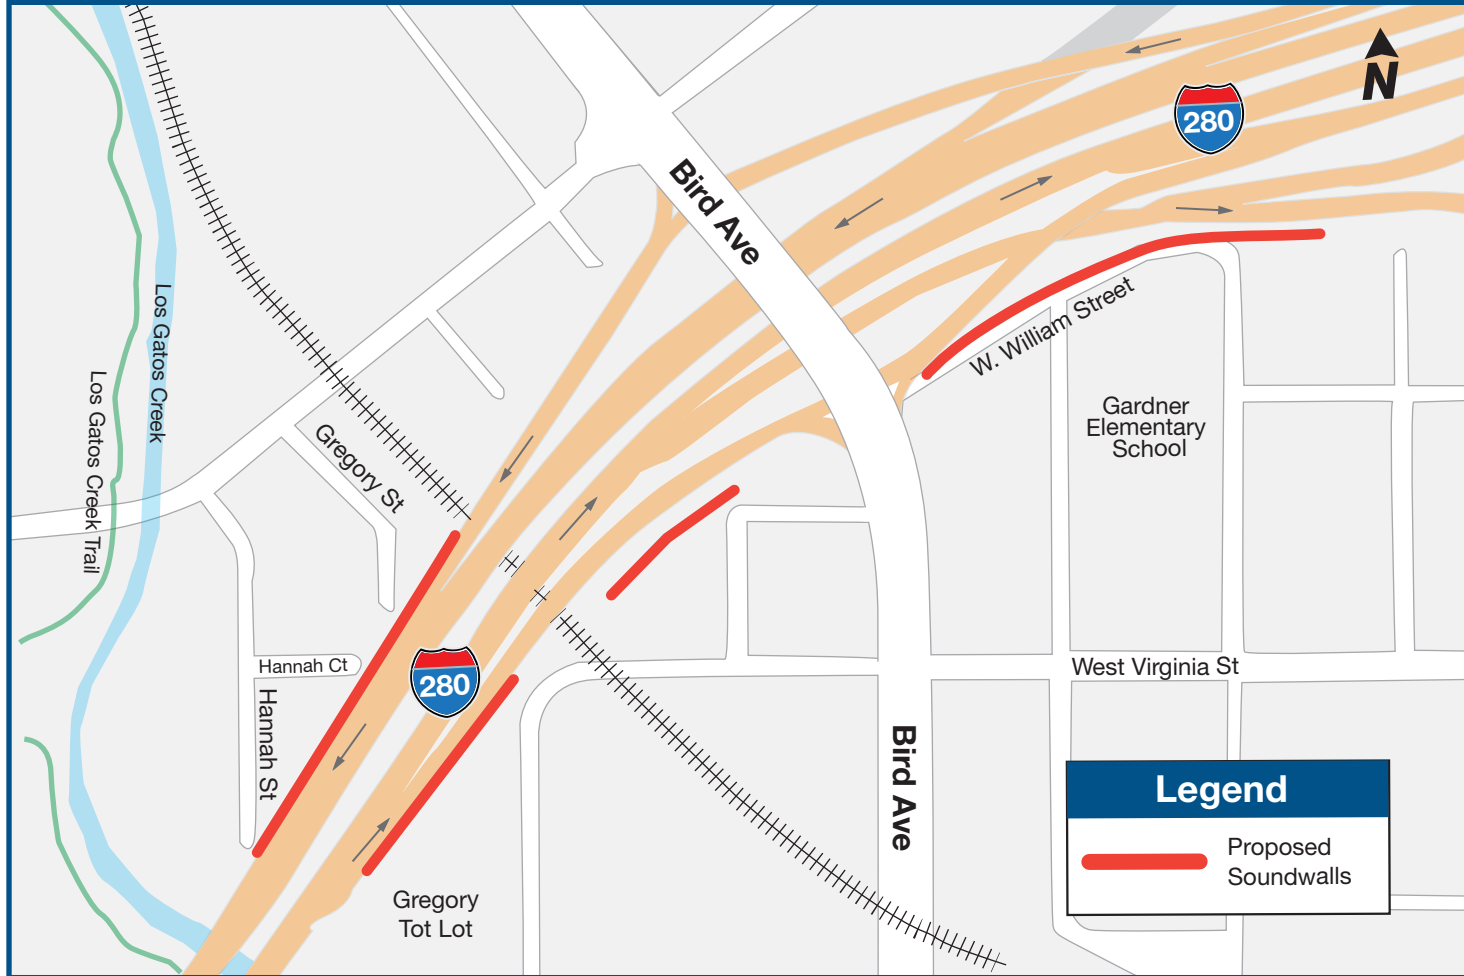 N
280
Bird Ave
Los Gatos Creek
Los Gatos Creek Trail
W. William Street
Gardner
Elementary
School
Gregory St
Hannah Ct
280
West Virginia St
Hannah St
Bird Ave
Legend
Proposed
Soundwalls
Gregory
Tot Lot